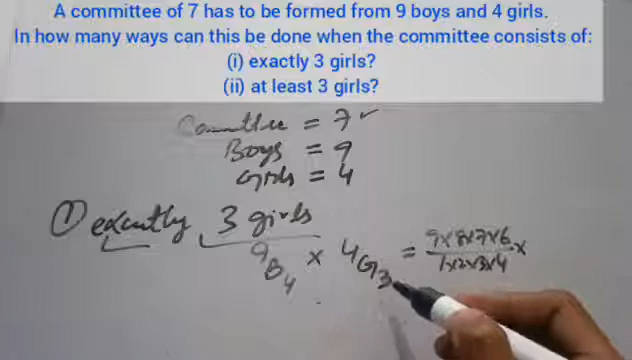 A committee of 7 has to be formed from 9 boys and 4 girls.
In how many ways can this be done when the committee consists of:
(i) exactly 3 girls?
(ii) at least 3 girls?
Committee = 7 ✓
Boys = 9
Girls = 4
① exactly 3 girls
9B4 × 4G3 = 9×8×7×6/1×2×3×4 ×